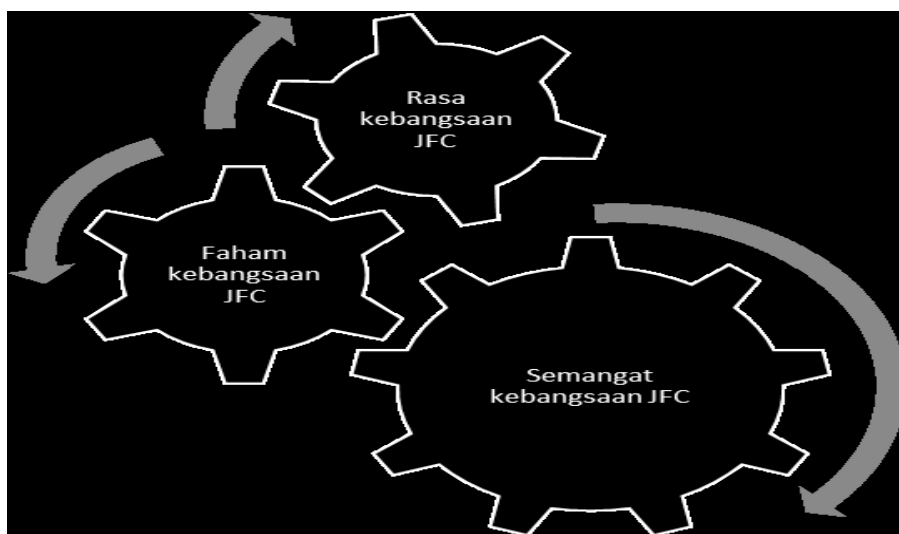 Rasa
kebangsaan
JFC
Faham
kebangsaan
JFC
Semangat
kebangsaan JFC